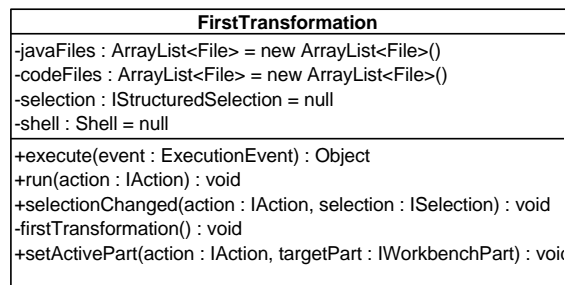 FirstTransformation
-javaFiles : ArrayList<File> = new ArrayList<File>()
-codeFiles : ArrayList<File> = new ArrayList<File>()
-selection : IStructuredSelection = null
-shell : Shell = null
+execute(event : ExecutionEvent) : Object
+run(action : IAction) : void
+selectionChanged(action : IAction, selection : ISelection) : void
-firstTransformation() : void
+setActivePart(action : IAction, targetPart : IWorkbenchPart) : void